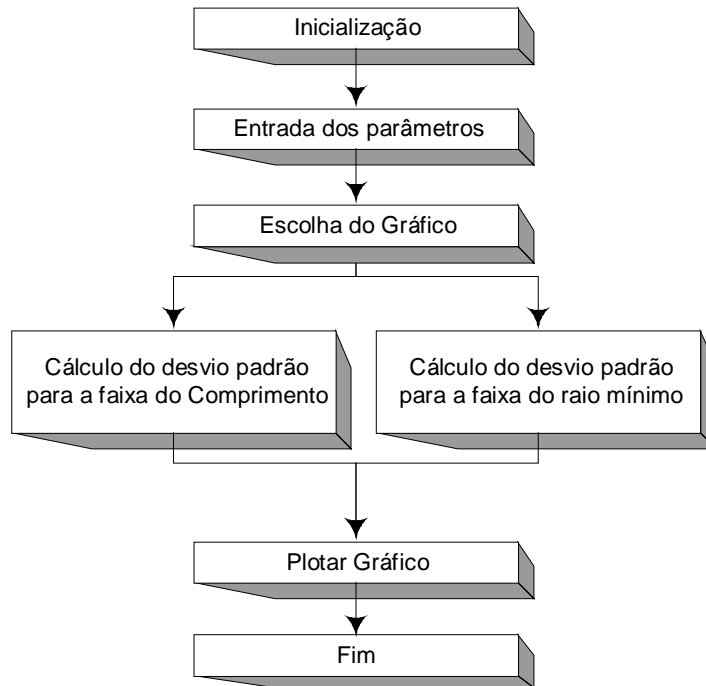 Inicialização
Entrada dos parâmetros
Escolha do Gráfico
Cálculo do desvio padrão
para a faixa do Comprimento
Cálculo do desvio padrão
para a faixa do raio mínimo
Plotar Gráfico
Fim